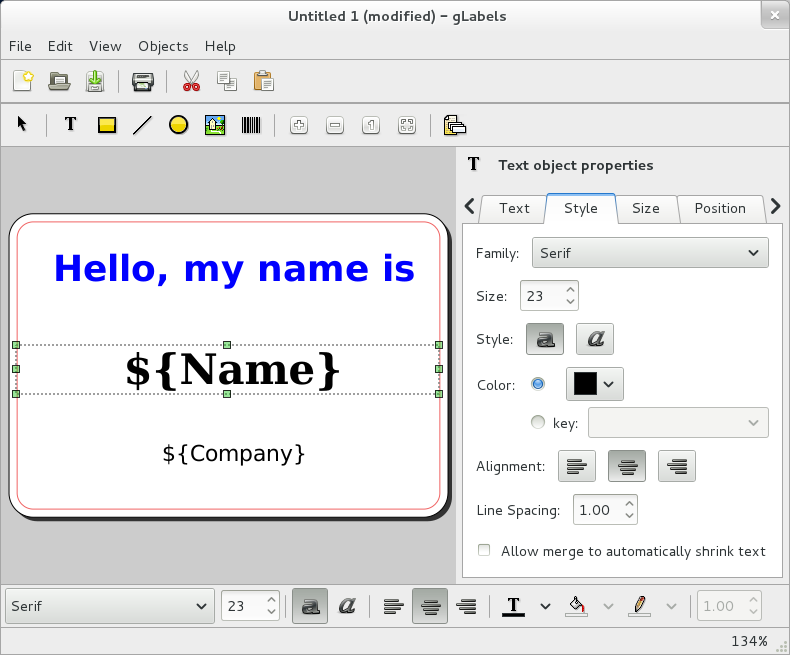 Untitled 1 (modified) – gLabels
File Edit View Objects Help
T
1
T Text object properties
Text Style Size Position
Hello, my name is
${Name}
${Company}
Family: Serif
Size: 23
Style: a a
Color:
key:
Alignment:
Line Spacing: 1.00
Allow merge to automatically shrink text
Serif 23 a a T 1.00
134%